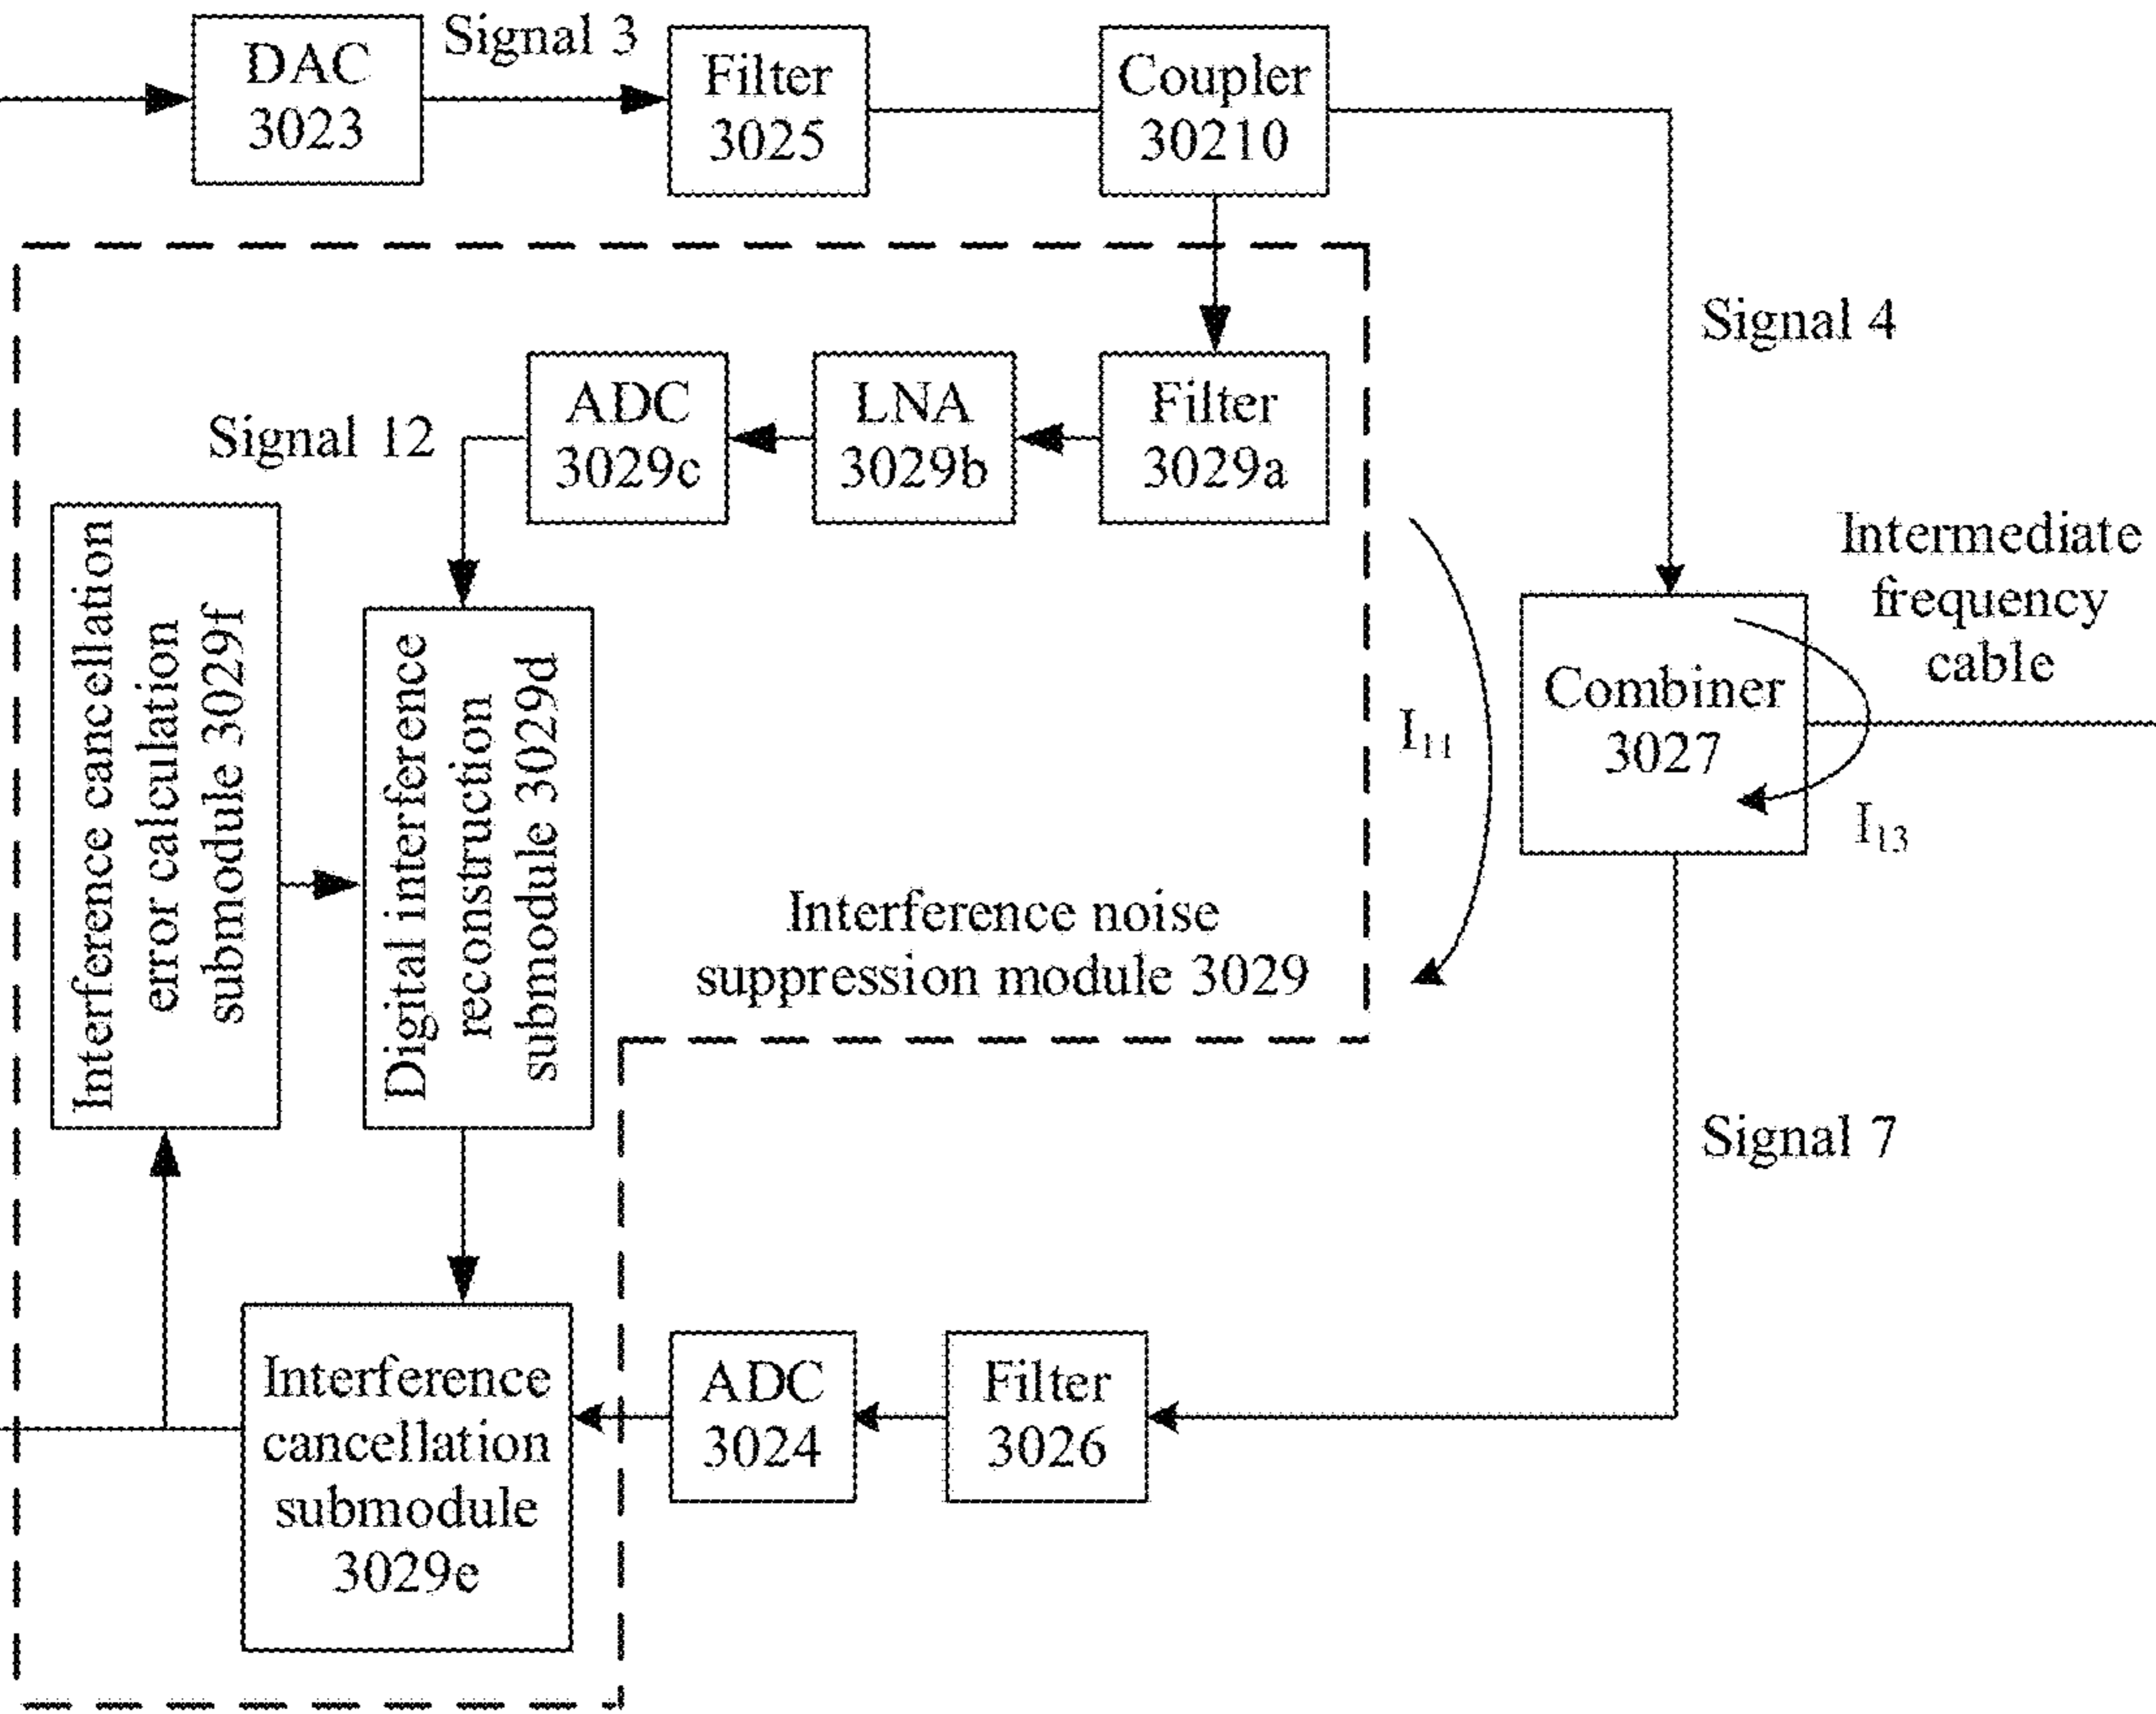 DAC
3023
Signal 3
Filter
3025
Coupler
30210
Signal 4
Signal 12
ADC
3029c
LNA
3029b
Filter
3029a
Interference cancellation
error calculation
submodule 3029f
Digital interference
reconstruction
submodule 3029d
Interference noise
suppression module 3029
I11
Combiner
3027
Intermediate
frequency
cable
I13
Signal 7
Interference
cancellation
submodule
3029e
ADC
3024
Filter
3026